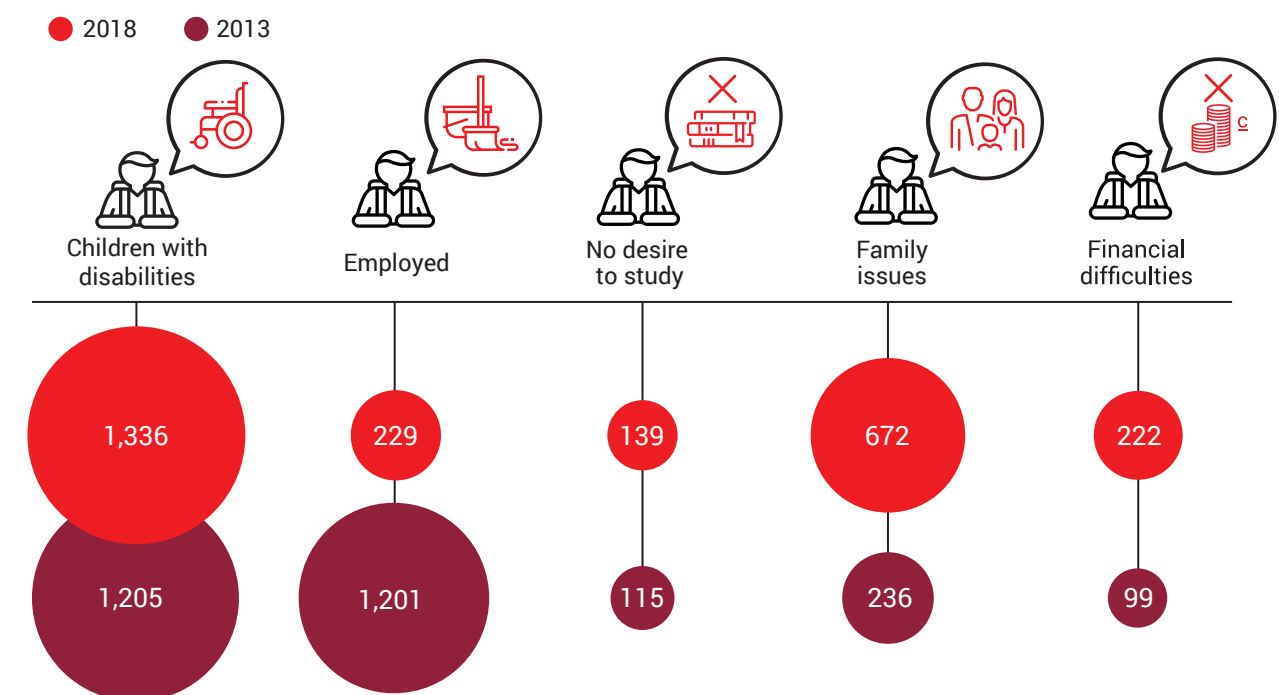 2018 2013
c
Children with
disabilities
Employed
No desire
to study
Family
issues
Financial
difficulties
1,336 229 139 672 222
1,205 1,201 115 236 99